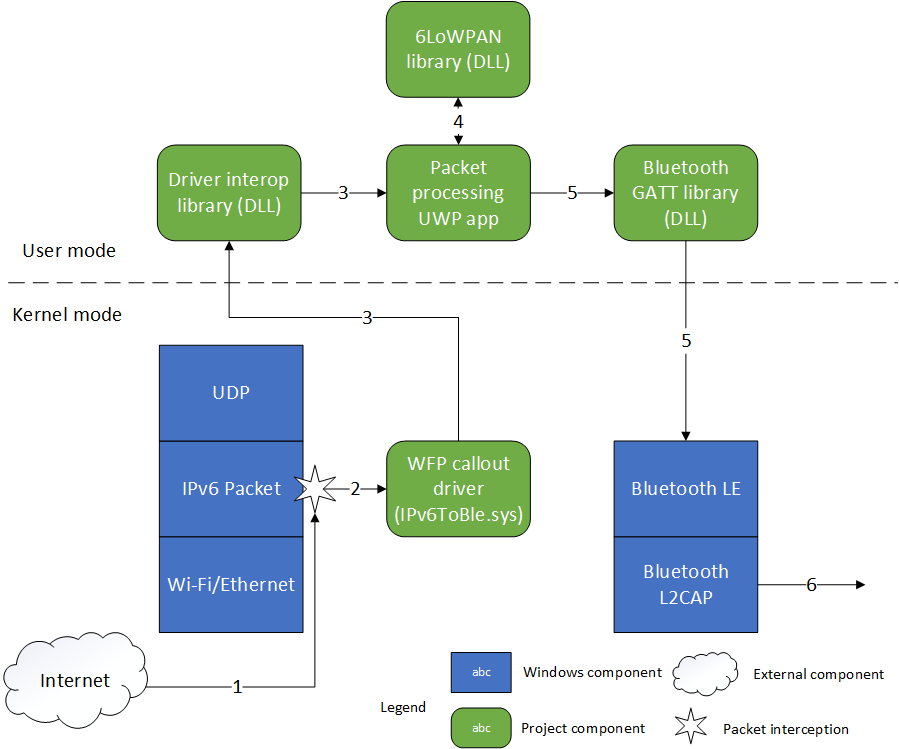 6LoWPAN
library (DLL)
4
Driver interop
library (DLL)
3
Packet
processing
UWP app
5
Bluetooth
GATT library
(DLL)
User mode
Kernel mode
3
5
UDP
IPv6 Packet
2
WFP callout
driver
(IPv6ToBle.sys)
Bluetooth LE
Wi-Fi/Ethernet
Bluetooth
L2CAP
6
Internet
1
Legend
abc
Windows component
External component
abc
Project component
Packet interception